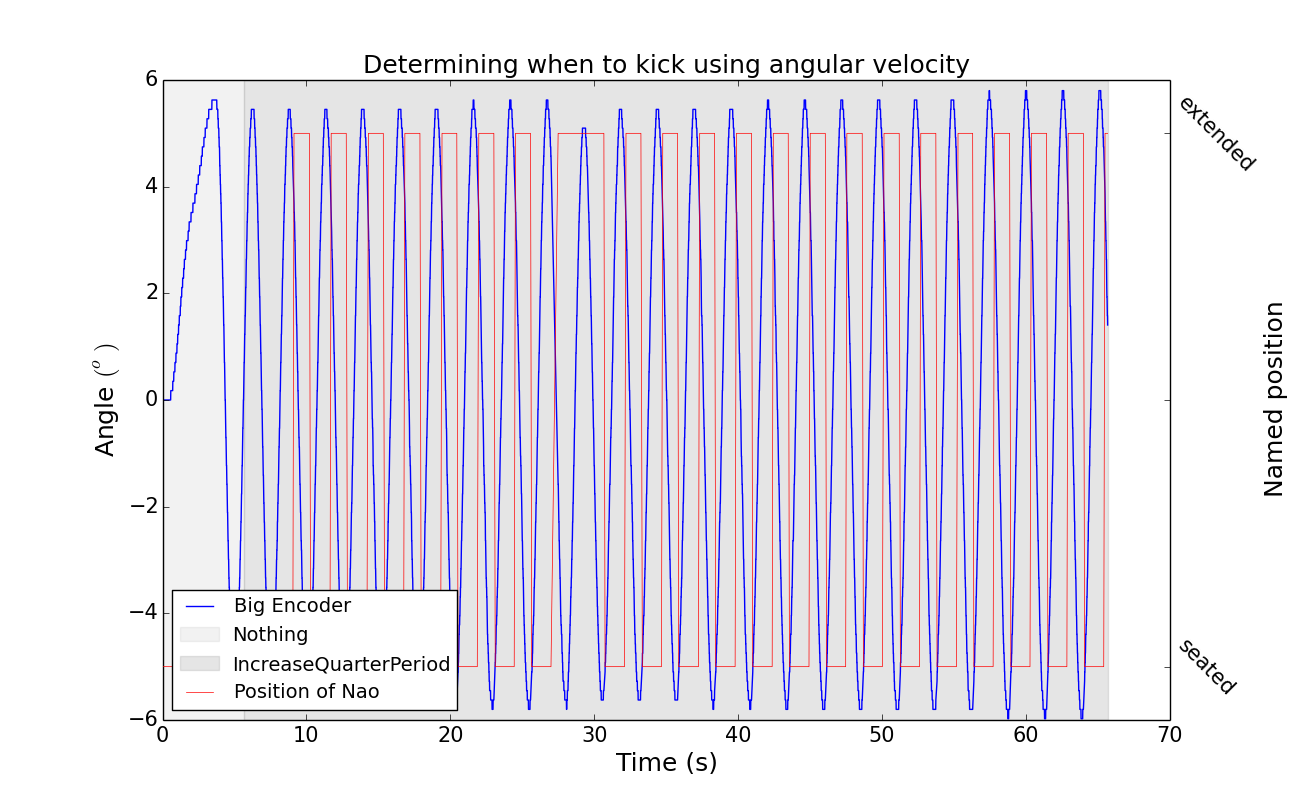 Determining when to kick using angular velocity
6
4
2
0
−2
−4
−6
Angle (°)
extended
seated
Named position
Big Encoder
Nothing
IncreaseQuarterPeriod
Position of Nao
0 10 20 30 40 50 60 70
Time (s)